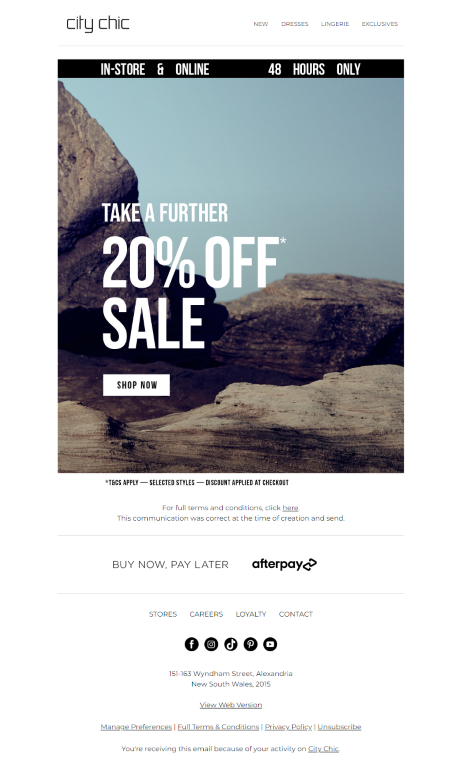 city chic
NEW DRESSES LINGERIE EXCLUSIVES
IN-STORE & ONLINE 48 HOURS ONLY
TAKE A FURTHER
20% OFF*
SALE
SHOP NOW
*T&CS APPLY — SELECTED STYLES — DISCOUNT APPLIED AT CHECKOUT
For full terms and conditions, click here.
This communication was correct at the time of creation and send.
BUY NOW, PAY LATER afterpay
STORES CAREERS LOYALTY CONTACT
151-163 Wyndham Street, Alexandria
New South Wales, 2015
View Web Version
Manage Preferences | Full Terms & Conditions | Privacy Policy | Unsubscribe
You're receiving this email because of your activity on City Chic.